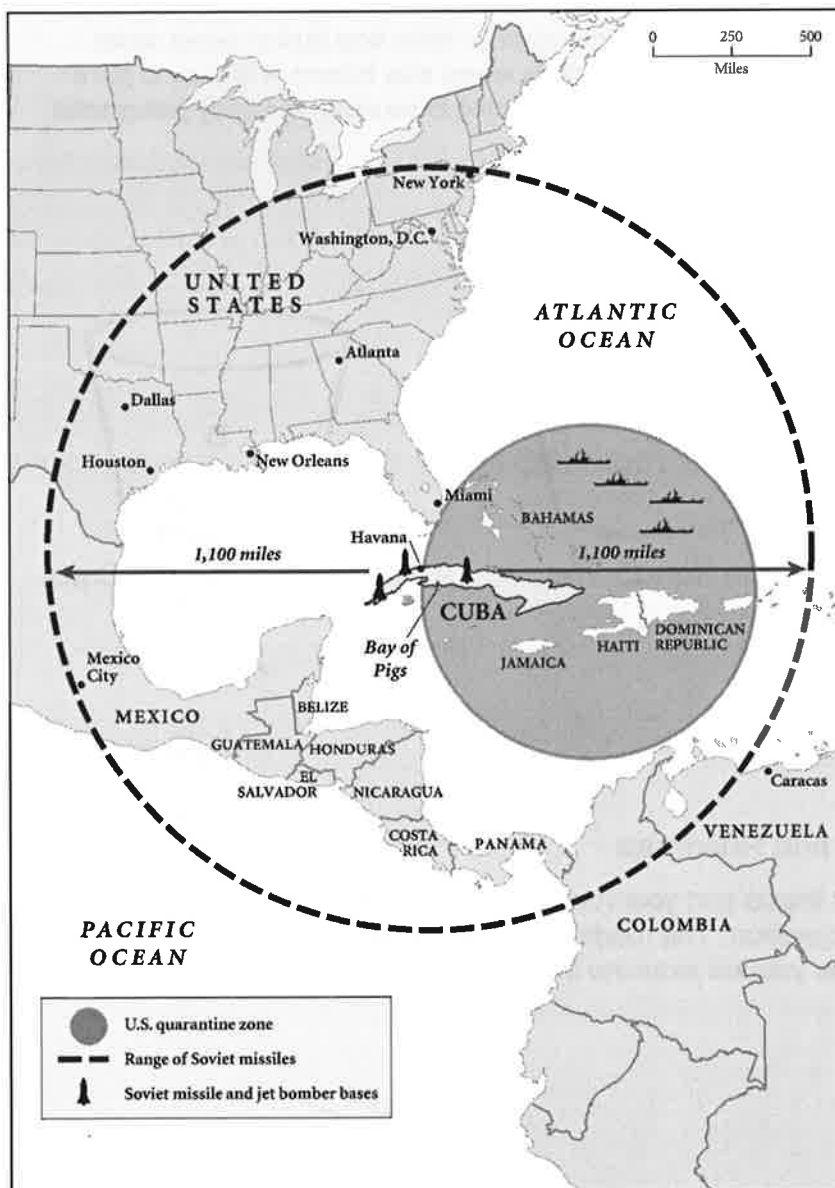 0 250 500
Miles
New York
Washington, D.C.
UNITED
STATES
ATLANTIC
OCEAN
Atlanta
Dallas
Houston
New Orleans
Miami
BAHAMAS
Havana
1,100 miles
1,100 miles
CUBA
Bay of
Pigs
HAITI
DOMINICAN
REPUBLIC
JAMAICA
Mexico
City
MEXICO
BELIZE
GUATEMALA
HONDURAS
EL
SALVADOR
NICARAGUA
COSTA
RICA
PANAMA
Caracas
VENEZUELA
COLOMBIA
PACIFIC
OCEAN
U.S. quarantine zone
Range of Soviet missiles
Soviet missile and jet bomber bases